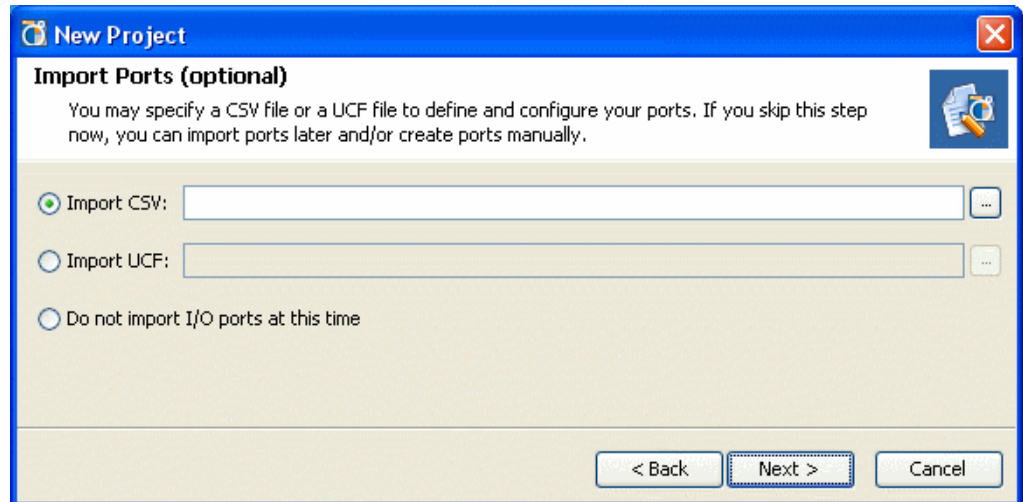 New Project
Import Ports (optional)
You may specify a CSV file or a UCF file to define and configure your ports. If you skip this step
now, you can import ports later and/or create ports manually.
Import CSV:
...
Import UCF:
...
Do not import I/O ports at this time
< Back
Next >
Cancel